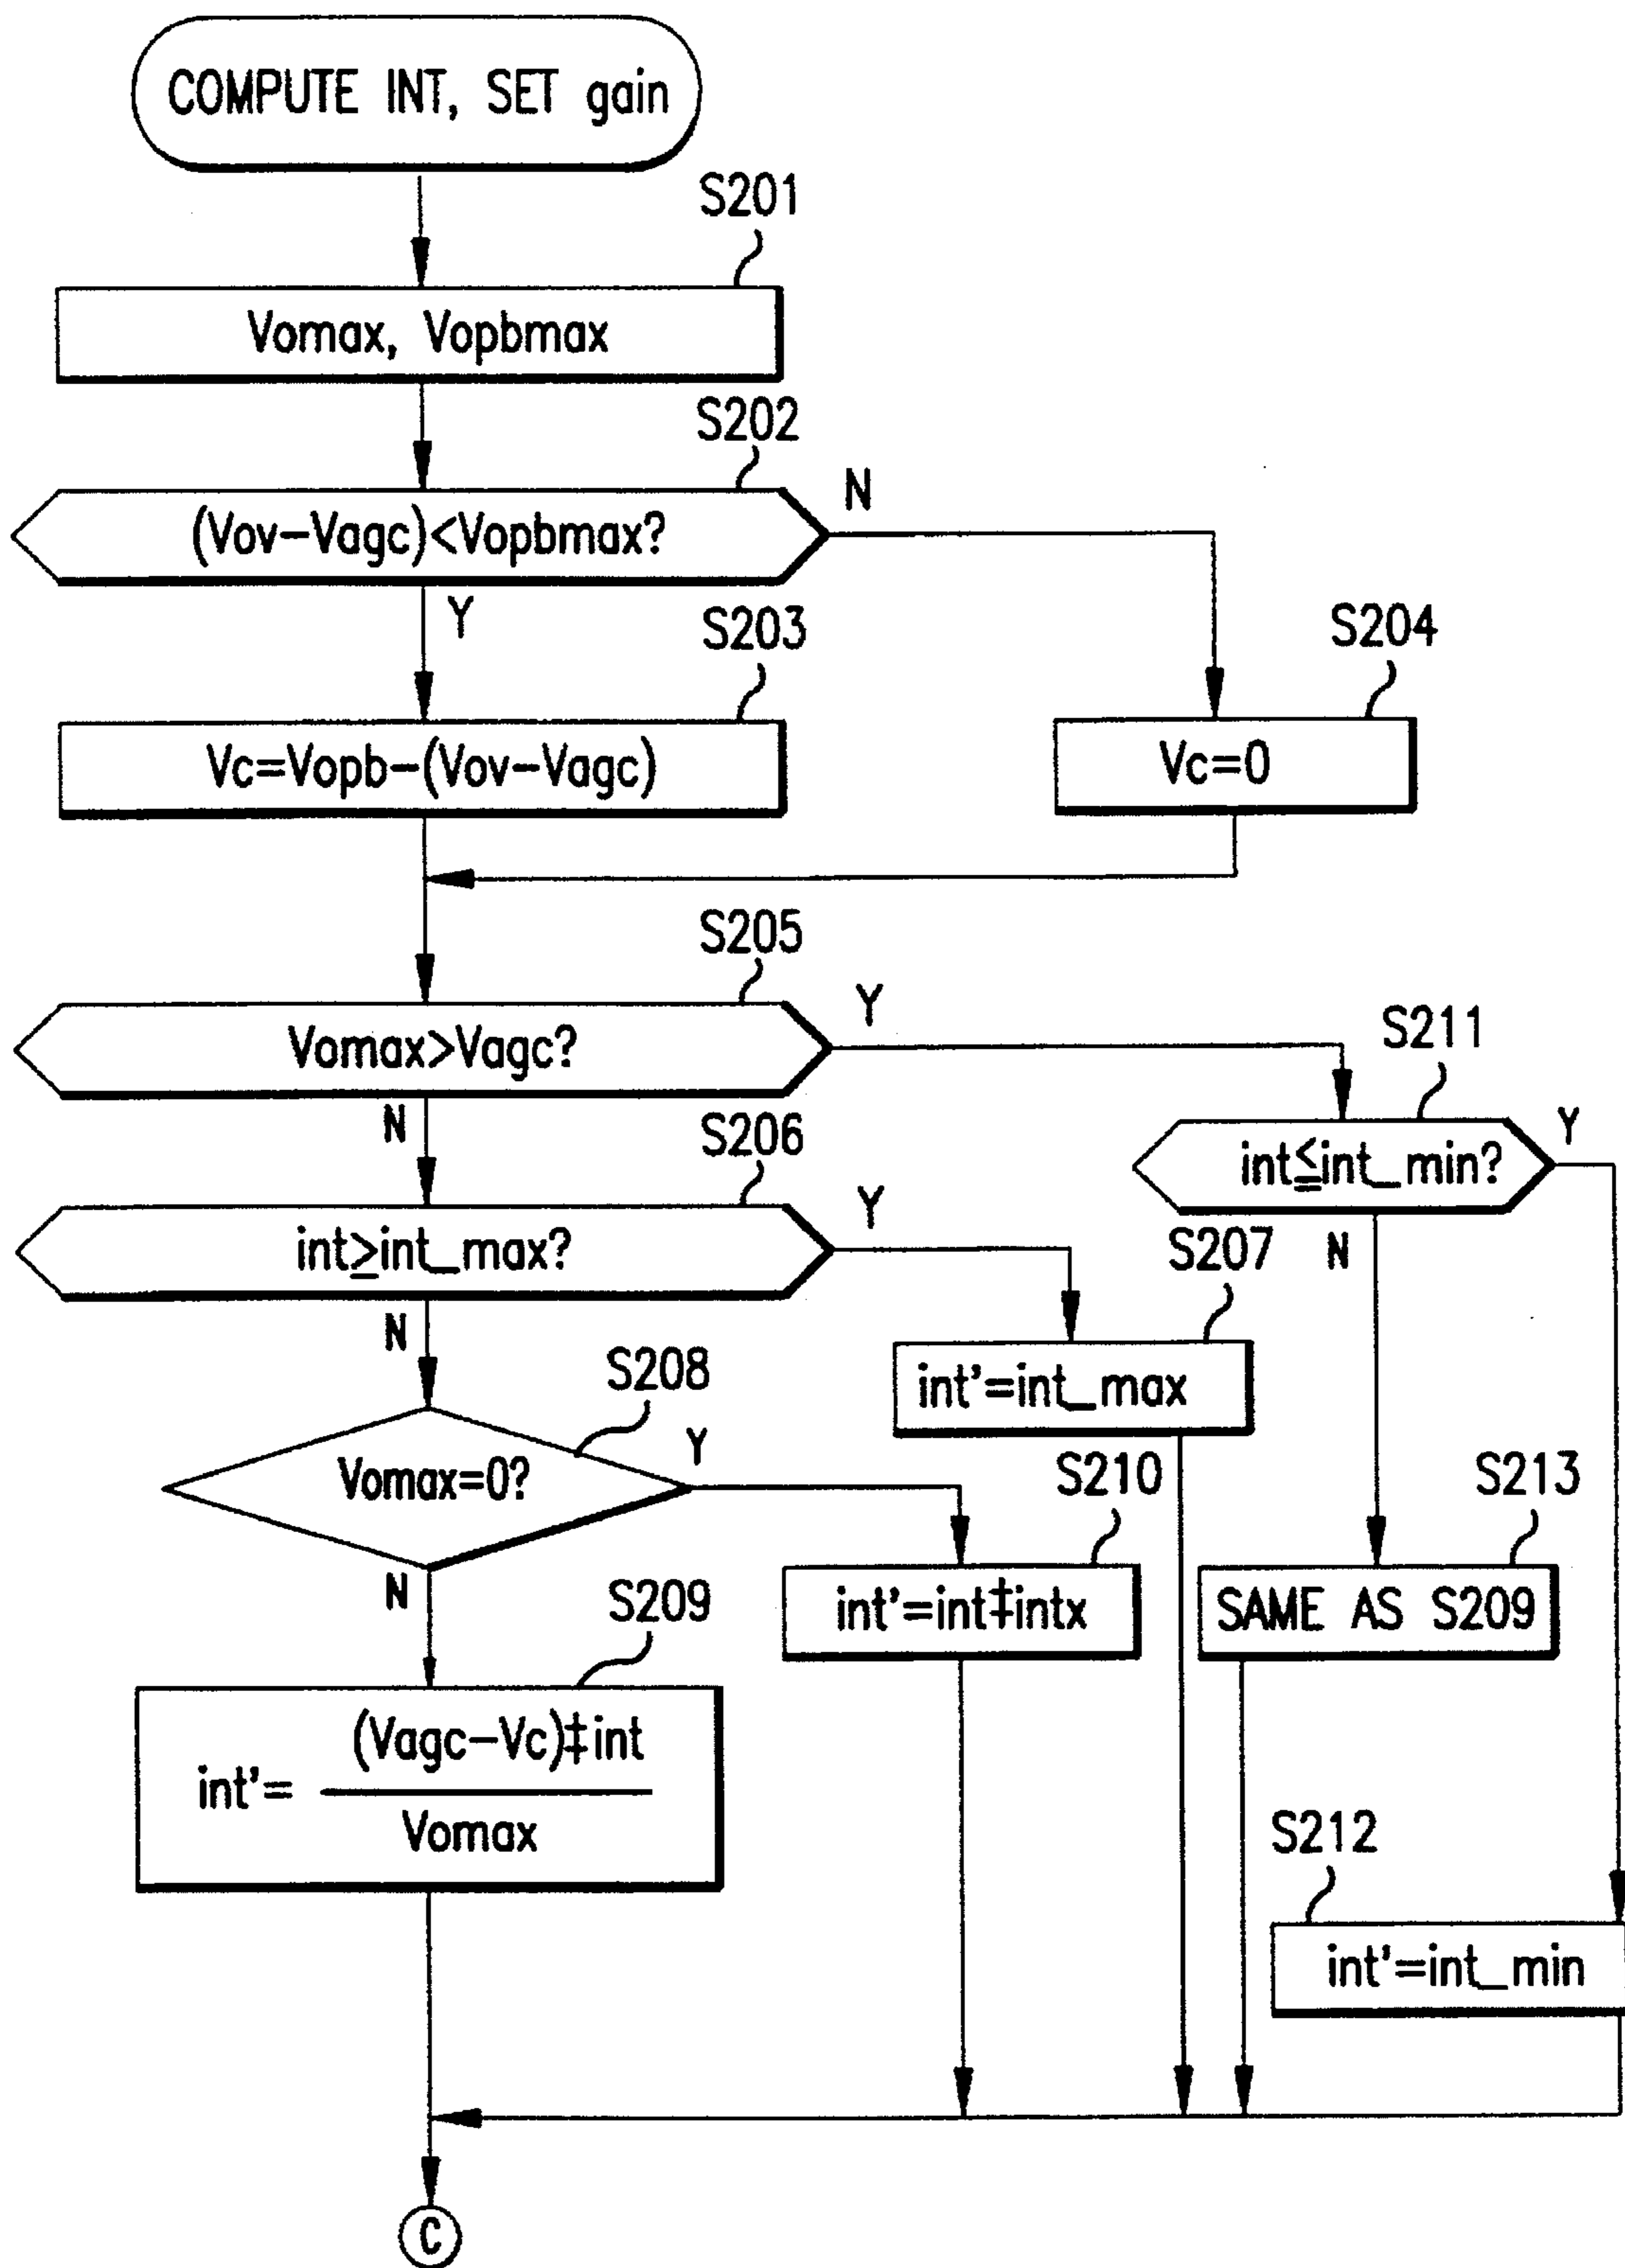 COMPUTE INT, SET gain
S201
Vomax, Vopbmax
S202
(Vov-Vagc)<Vopbmax?
N
Y
S203
Vc=Vopb-(Vov-Vagc)
S204
Vc=0
S205
Vomax>Vagc?
Y
N
S211
int≦int_min?
Y
N
S206
int≥int_max?
Y
N
S207
int'=int_max
S208
Vomax=0?
Y
N
S210
int'=int‡intx
S213
SAME AS S209
S209
int'= (Vagc-Vc)‡int
Vomax
S212
int'=int_min
C